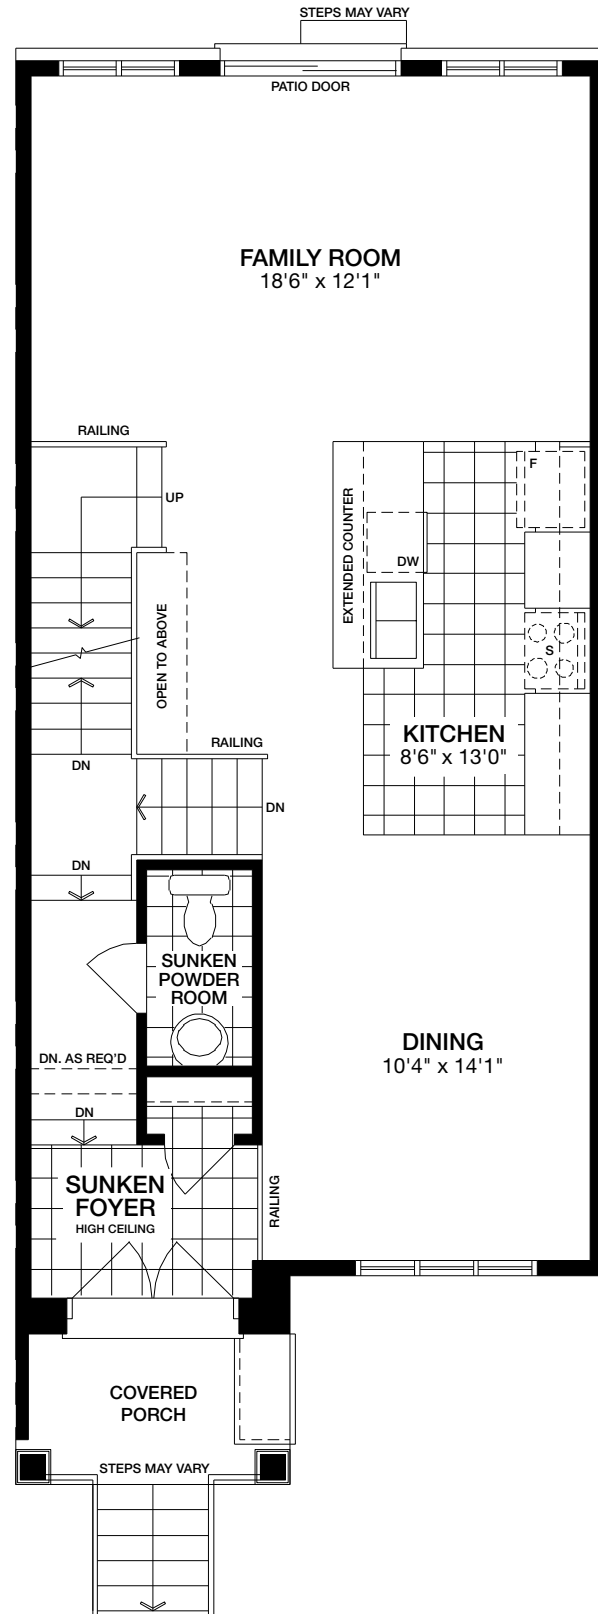 STEPS MAY VARY
PATIO DOOR
FAMILY ROOM
18'6" x 12'1"
RAILING
UP
F
EXTENDED COUNTER
DW
OPEN TO ABOVE
S
KITCHEN
8'6" x 13'0"
RAILING
DN
DN
DN
SUNKEN
POWDER
ROOM
DINING
10'4" x 14'1"
DN. AS REQ'D
DN
SUNKEN
FOYER
HIGH CEILING
RAILING
COVERED
PORCH
STEPS MAY VARY